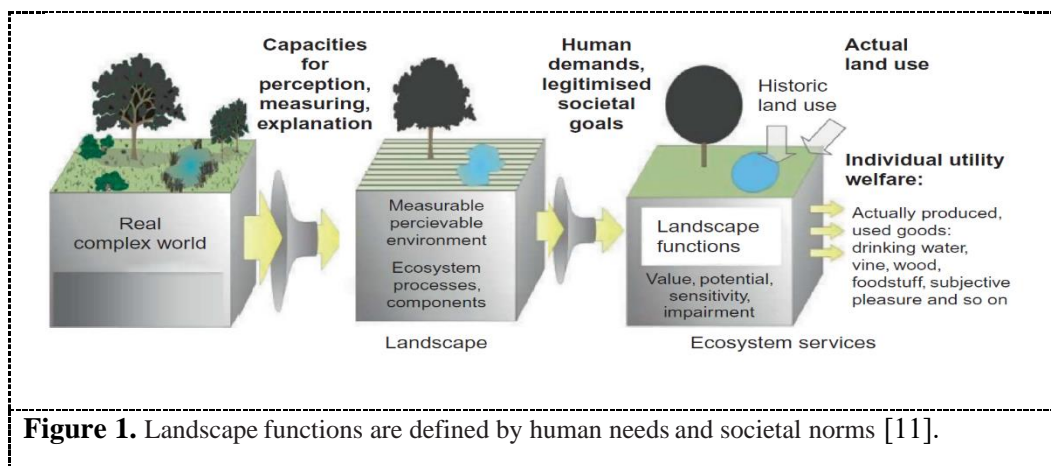 Capacities
for
perception,
measuring,
explanation
Human
demands,
legitimised
societal
goals
Actual
land use
Historic
land use
Real
complex world
Measurable
percievable
environment
Ecosystem
processes,
components
Landscape
Landscape
functions
Value, potential,
sensitivity,
impairment
Ecosystem services
Individual utility
welfare:
Actually produced,
used goods:
drinking water,
vine, wood,
foodstuff, subjective
pleasure and so on
Figure 1. Landscape functions are defined by human needs and societal norms [11].